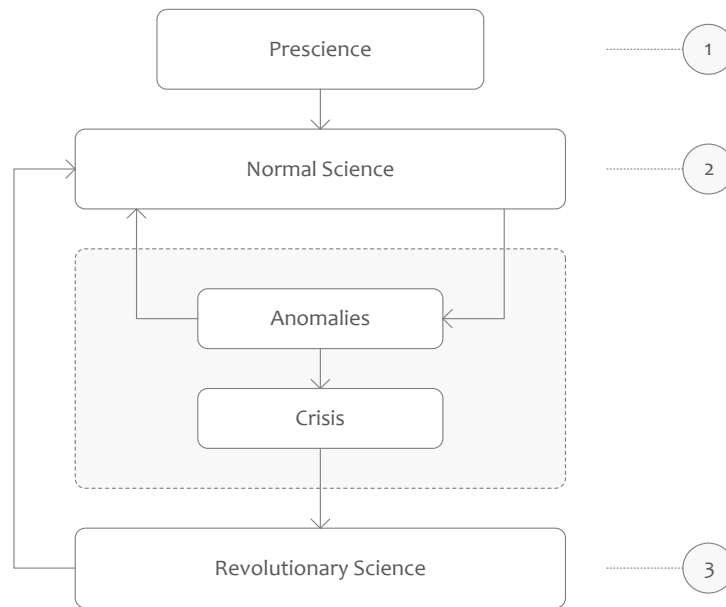 Prescience
1
Normal Science
2
Anomalies
Crisis
Revolutionary Science
3